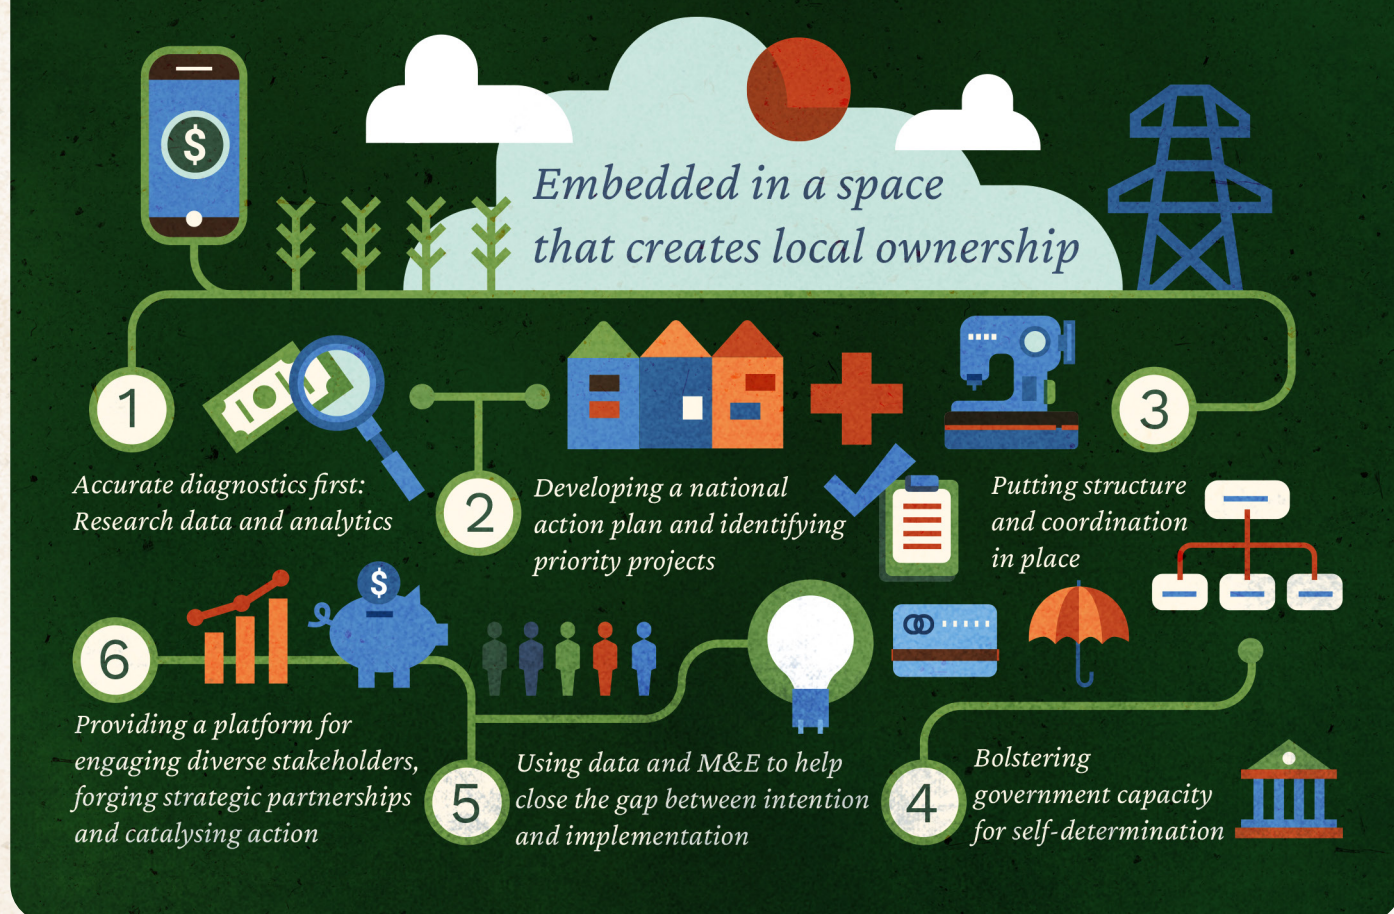 $
Embedded in a space
that creates local ownership
1
Accurate diagnostics first:
Research data and analytics
2
Developing a national
action plan and identifying
priority projects
3
Putting structure
and coordination
in place
4
Bolstering
government capacity
for self-determination
5
Using data and M&E to help
close the gap between intention
and implementation
6
$
Providing a platform for
engaging diverse stakeholders,
forging strategic partnerships
and catalysing action